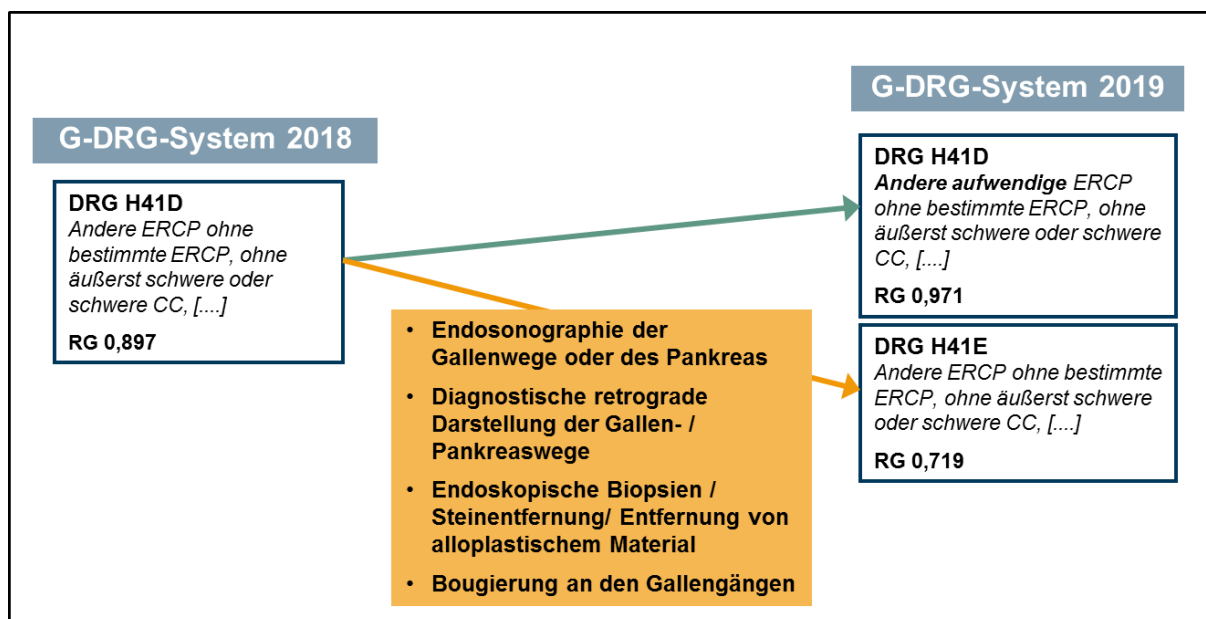 G-DRG-System 2018
DRG H41D
Andere ERCP ohne
bestimmte ERCP, ohne
äußerst schwere oder
schwere CC, [....]
RG 0,897
• Endosonographie der
Gallenwege oder des Pankreas
• Diagnostische retrograde
Darstellung der Gallen- /
Pankreaswege
• Endoskopische Biopsien /
Steinentfernung/ Entfernung von
alloplastischem Material
• Bougierung an den Gallengängen
G-DRG-System 2019
DRG H41D
Andere aufwendige ERCP
ohne bestimmte ERCP, ohne
äußerst schwere oder schwere
CC, [....]
RG 0,971
DRG H41E
Andere ERCP ohne bestimmte
ERCP, ohne äußerst schwere
oder schwere CC, [....]
RG 0,719